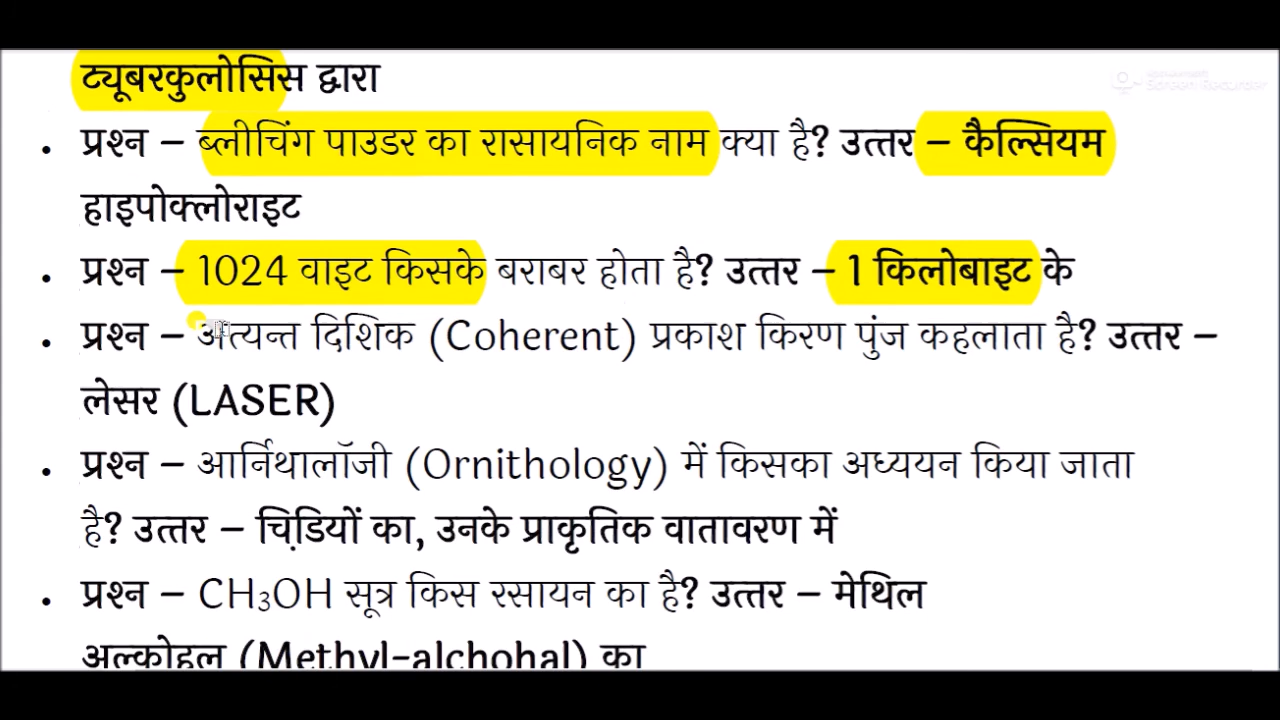 ट्यूबरकुलोसिस द्वारा
• प्रश्न – ब्लीचिंग पाउडर का रासायनिक नाम क्या है? उत्तर – कैल्सियम
हाइपोक्लोराइट
• प्रश्न – 1024 वाइट किसके बराबर होता है? उत्तर – 1 किलोबाइट के
• प्रश्न – अत्यन्त दिशिक (Coherent) प्रकाश किरण पुंज कहलाता है? उत्तर –
लेसर (LASER)
• प्रश्न – आर्निथालॉजी (Ornithology) में किसका अध्ययन किया जाता
है? उत्तर – चिडि़यों का, उनके प्राकृतिक वातावरण में
• प्रश्न – CH₃OH सूत्र किस रसायन का है? उत्तर – मेथिल
अल्कोहल (Methyl-alchohal) का
Screen Recorder